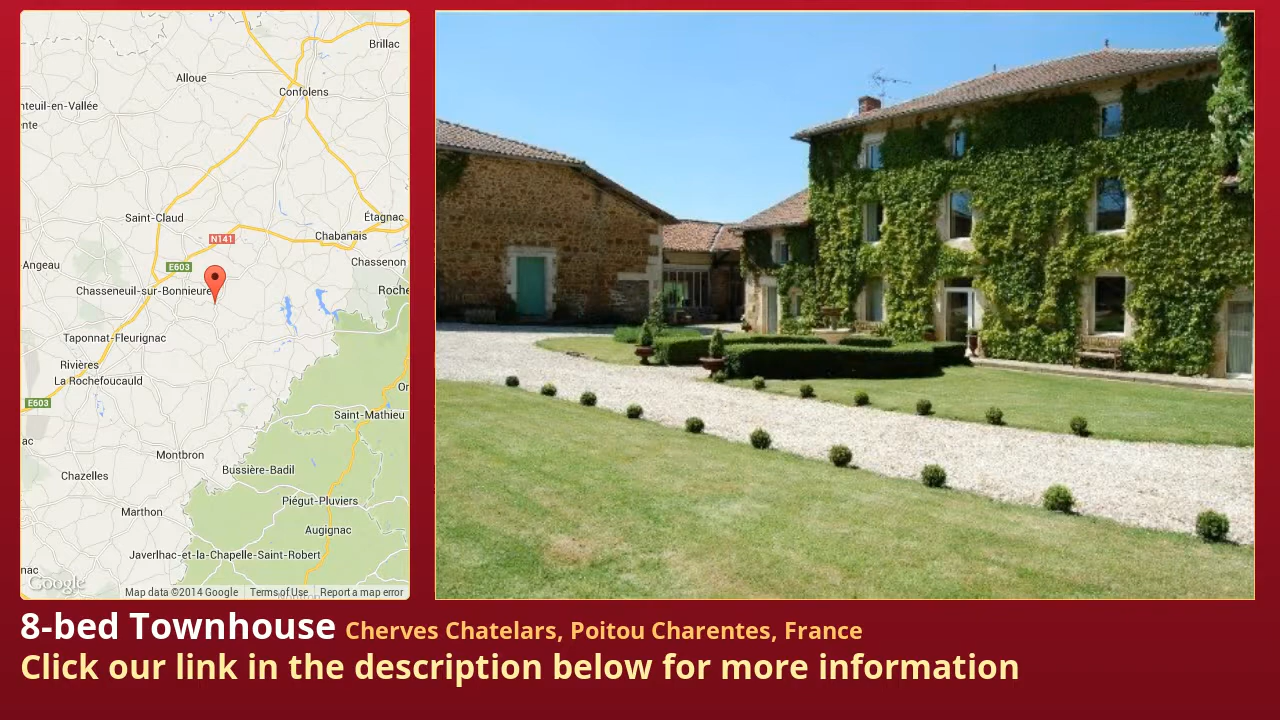 Brillac
Alloue
Confolens
nteuil-en-Vallée
ente
Saint-Claud
Étagnac
N141
Chabanais
Angeau
E603
Chassenon
Chasseneuil-sur-Bonnieure
Roche
Taponnat-Fleurignac
Rivières
La Rochefoucauld
Or
E603
Saint-Mathieu
ac
Montbron
Bussière-Badil
Chazelles
Piégut-Pluviers
Marthon
Augignac
Javerlhac-et-la-Chapelle-Saint-Robert
nac
Google
Map data ©2014 Google Terms of Use Report a map error
8-bed Townhouse Cherves Chatelars, Poitou Charentes, France
Click our link in the description below for more information